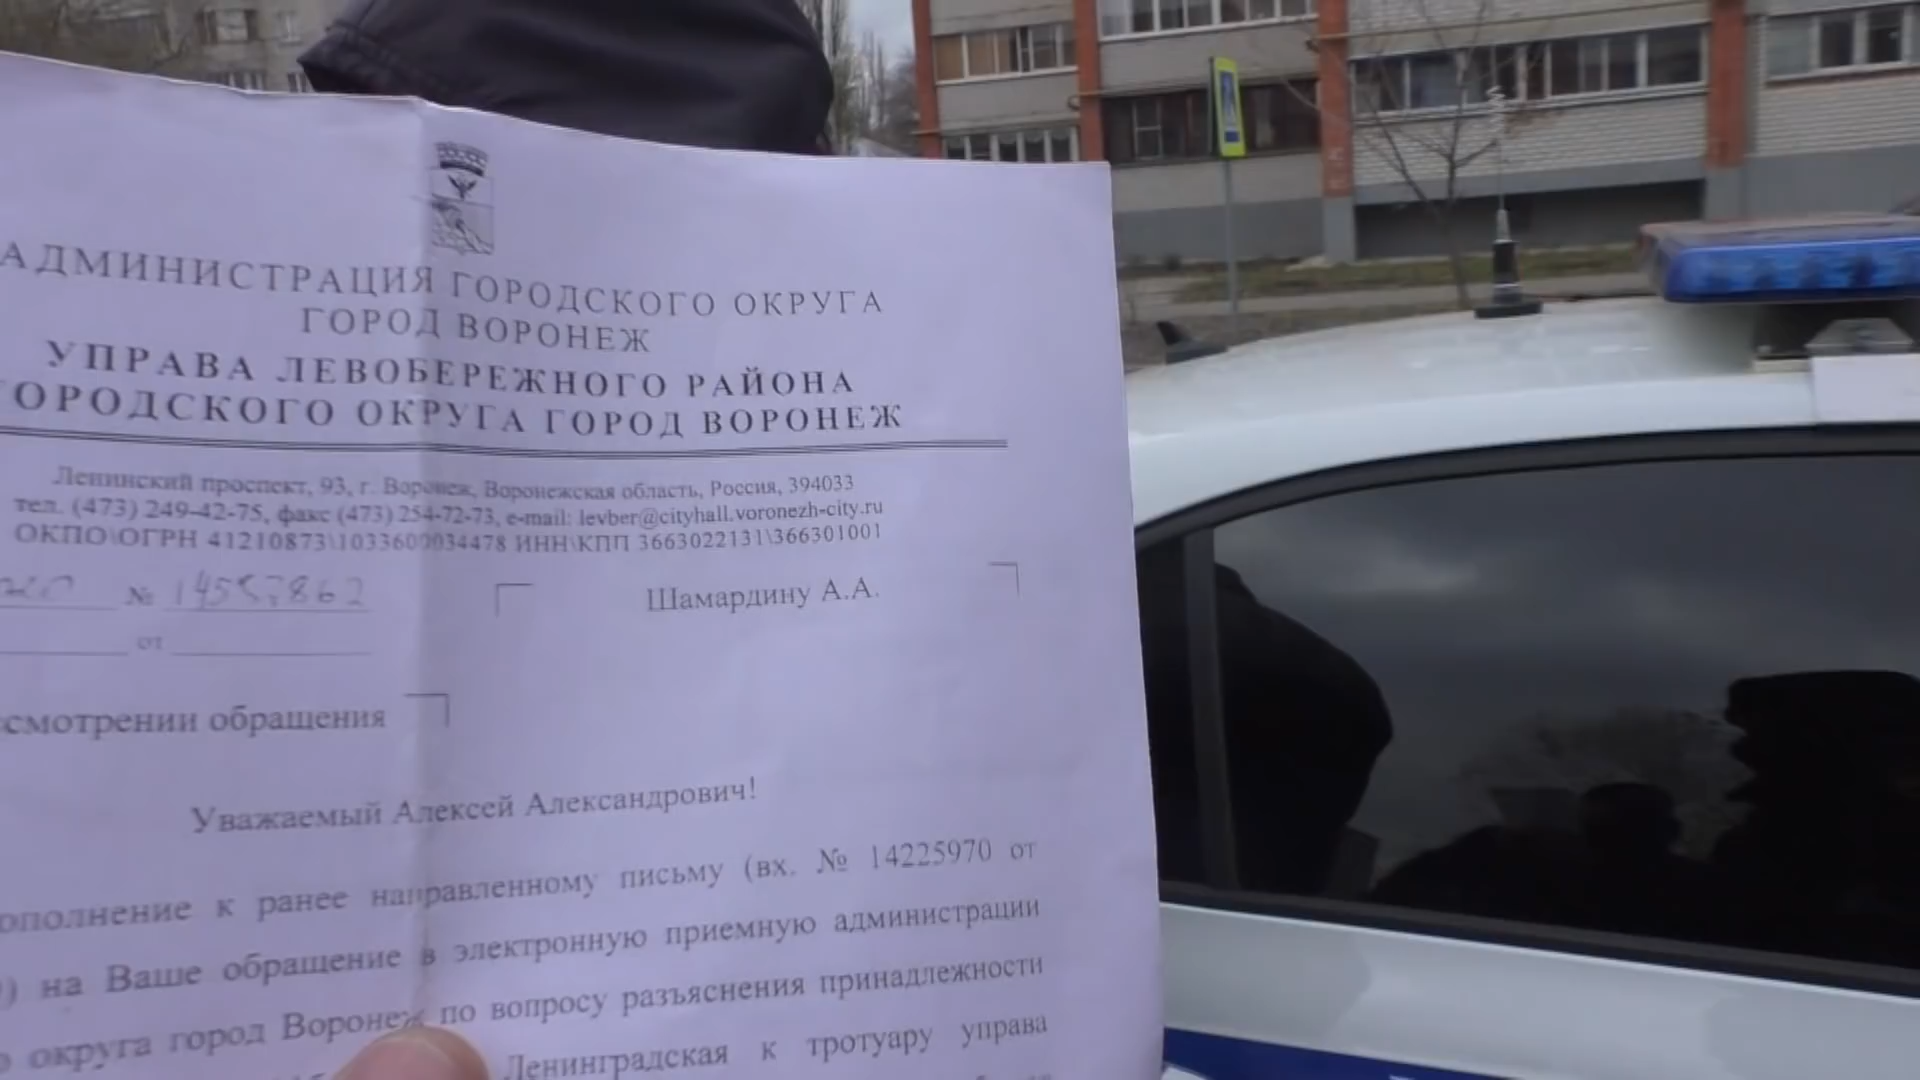 АДМИНИСТРАЦИЯ ГОРОДСКОГО ОКРУГА
ГОРОД ВОРОНЕЖ
УПРАВА ЛЕВОБЕРЕЖНОГО РАЙОНА
ГОРОДСКОГО ОКРУГА ГОРОД ВОРОНЕЖ
Ленинский проспект, 93, г. Воронеж, Воронежская область, Россия, 394033
тел. (473) 249-42-75, факс (473) 254-72-73, e-mail: levber@cityhall.voronezh-city.ru
ОКПО\ОГРН 41210873\1033600034478 ИНН\КПП 3663022131\366301001
№ 14557862
Шамардину А.А.
от
смотрении обращения
Уважаемый Алексей Александрович!
ополнение к ранее направленному письму (вх. № 14225970 от
) на Ваше обращение в электронную приемную администрации
о округа город Воронеж по вопросу разъяснения принадлежности
Ленинградская к тротуару управа